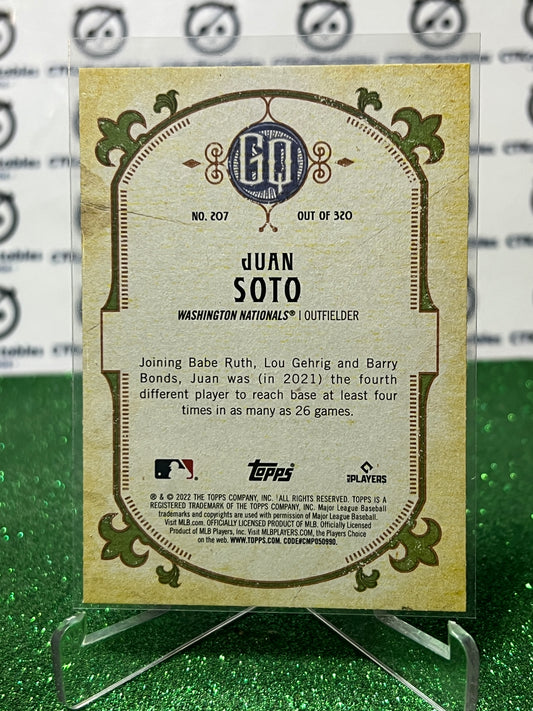 GQ
NO. 207 OUT OF 320
JUAN
SOTO
WASHINGTON NATIONALS® | OUTFIELDER
Joining Babe Ruth, Lou Gehrig and Barry
Bonds, Juan was (in 2021) the fourth
different player to reach base at least four
times in as many as 26 games.
topps
MLB PLAYERS
® & © 2022 THE TOPPS COMPANY, INC. ALL RIGHTS RESERVED. TOPPS IS A
REGISTERED TRADEMARK OF THE TOPPS COMPANY, INC. Major League Baseball
trademarks and copyrights are used with permission of Major League Baseball.
Visit MLB.com. OFFICIALLY LICENSED PRODUCT OF MLB. Officially Licensed
Product of MLB Players, Inc. Visit MLBPLAYERS.com, the Players Choice
on the web. WWW.TOPPS.COM. CODE#CMP050990.